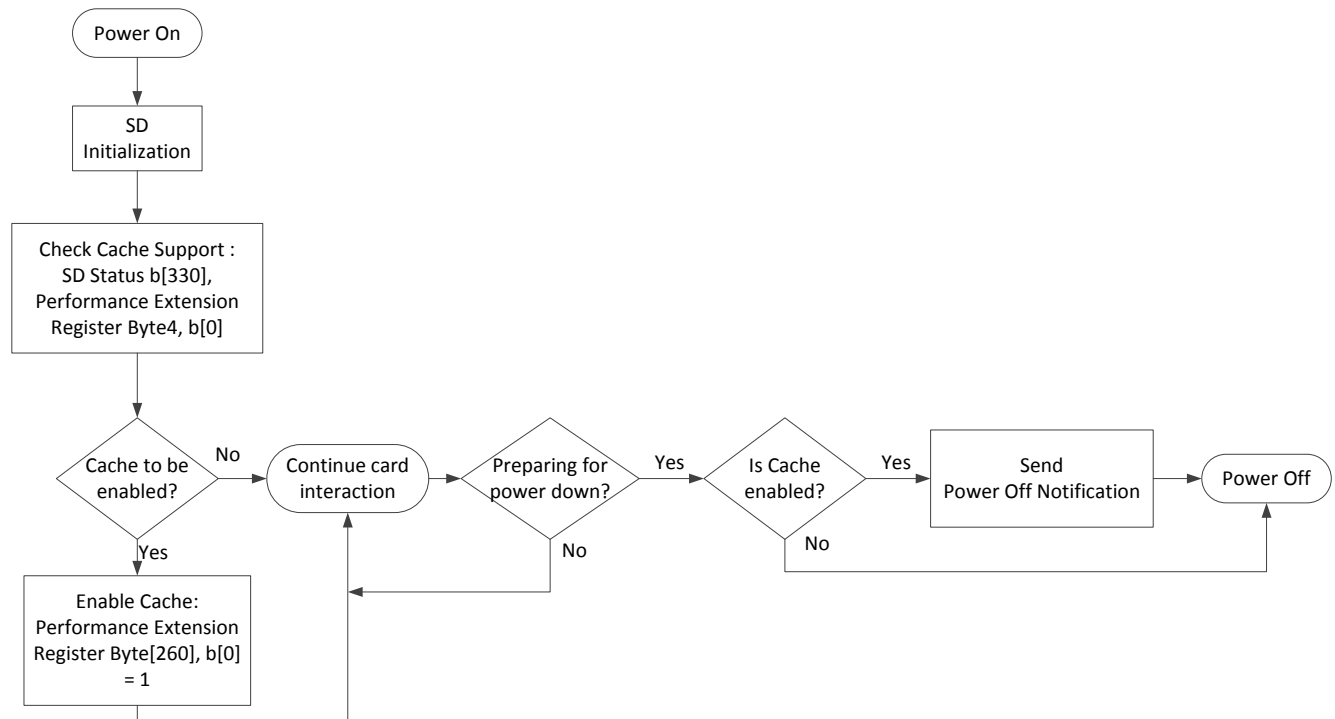 Power On
SD
Initialization
Check Cache Support :
SD Status b[330],
Performance Extension
Register Byte4, b[0]
Cache to be
enabled?
No
Yes
Continue card
interaction
Preparing for
power down?
Yes
No
Is Cache
enabled?
Yes
No
Send
Power Off Notification
Power Off
Enable Cache:
Performance Extension
Register Byte[260], b[0]
= 1